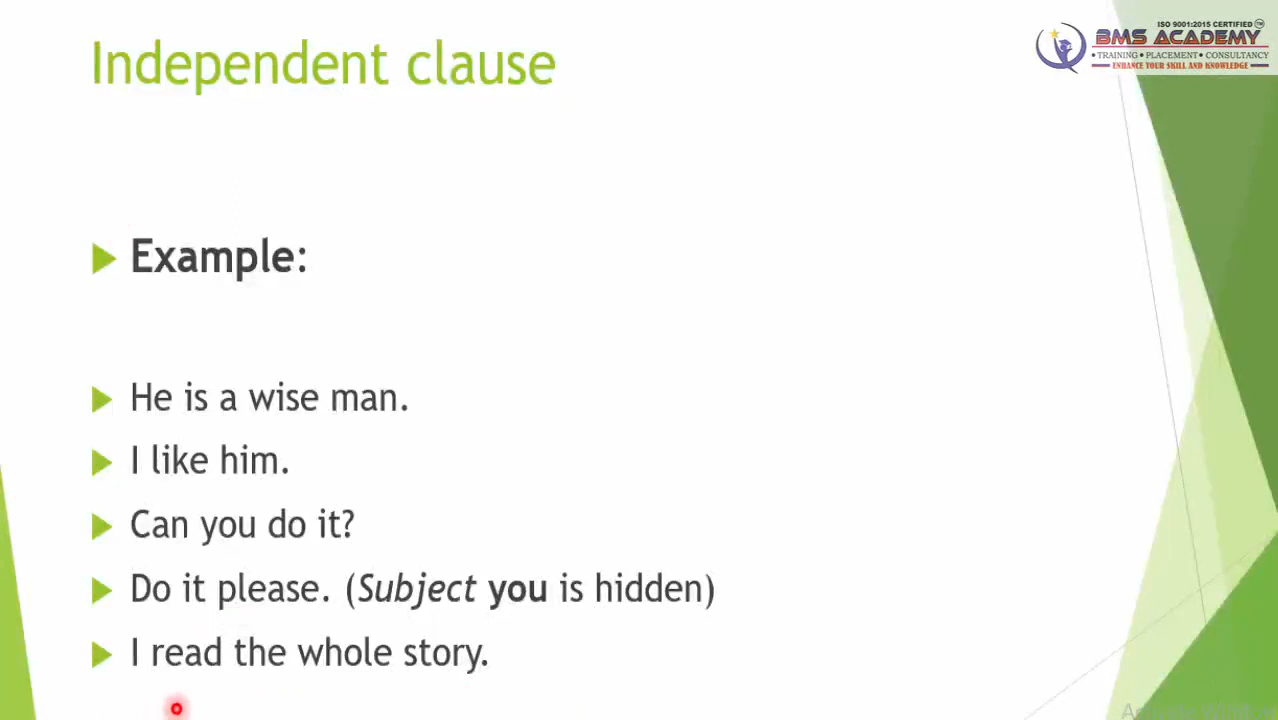 Independent clause
ISO 9001:2015 CERTIFIED TM
BMS ACADEMY
• TRAINING • PLACEMENT • CONSULTANCY
ENHANCE YOUR SKILL AND KNOWLEDGE
Example:
He is a wise man.
I like him.
Can you do it?
Do it please. (Subject you is hidden)
I read the whole story.